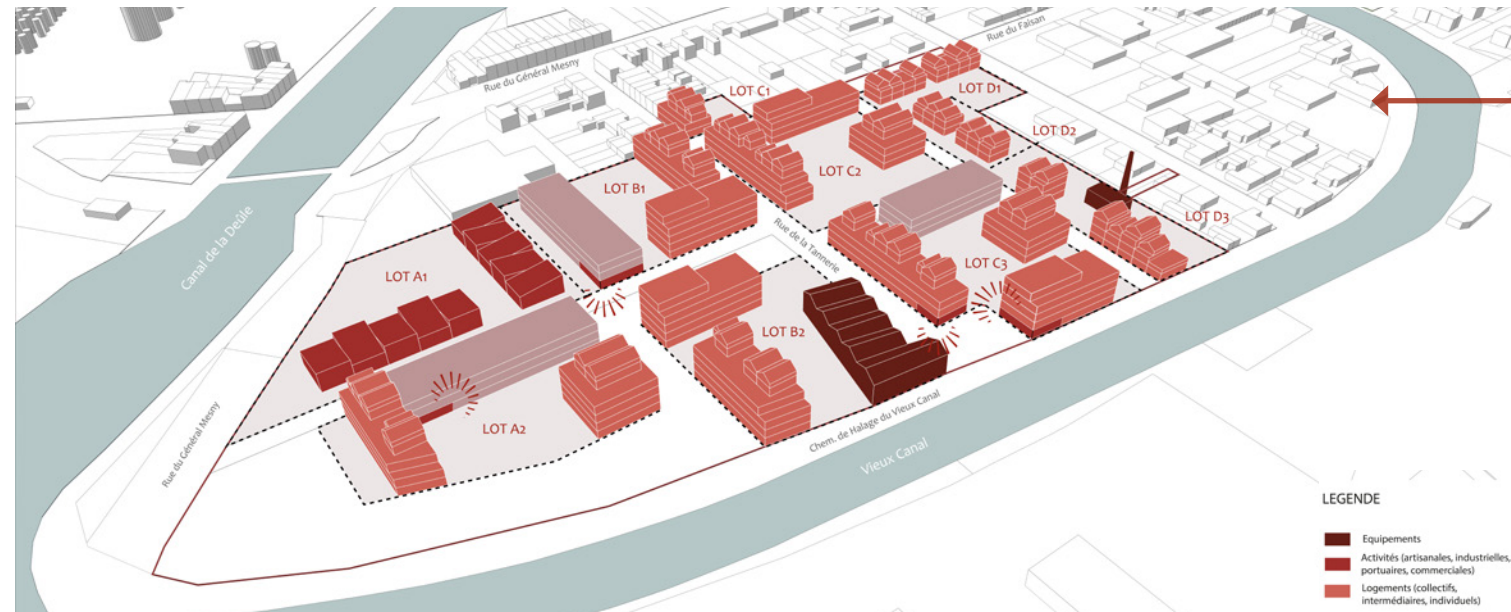 Rue du Faisan
Rue du Général Mesny
LOT C1
LOT D1
LOT D2
LOT C2
LOT B1
LOT D3
Canal de la Deûle
Rue de la Tannerie
LOT A1
LOT C3
LOT B2
Rue du Général Mesny
LOT A2
Chem. de Halage du Vieux Canal
Vieux Canal
LEGENDE
Equipements
Activités (artisanales, industrielles,
portuaires, commerciales)
Logements (collectifs,
intermédiaires, individuels)